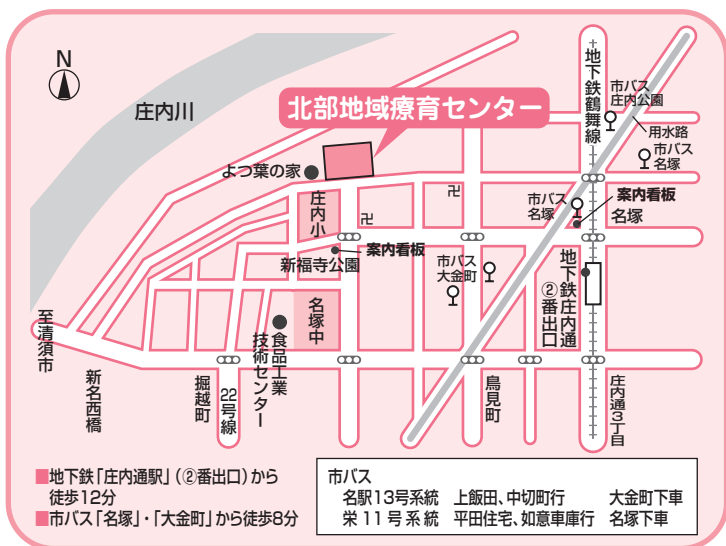 N
庄内川
北部地域療育センター
地下鉄鶴舞線
市バス
庄内公園
用水路
市バス
名塚
よつ葉の家
庄内小
卍
卍
市バス
名塚
案内看板
名塚
案内看板
新福寺公園
市バス
大金町
地下鉄庄内通
②番出口
名塚中
食品工業
技術センター
至清須市
新名西橋
堀越町
22号線
鳥見町
庄内通3丁目
■地下鉄「庄内通駅」(②番出口)から
徒歩12分
■市バス「名塚」・「大金町」から徒歩8分
市バス
名駅13号系統 上飯田、中切町行 大金町下車
栄11号系統 平田住宅、如意車庫行 名塚下車